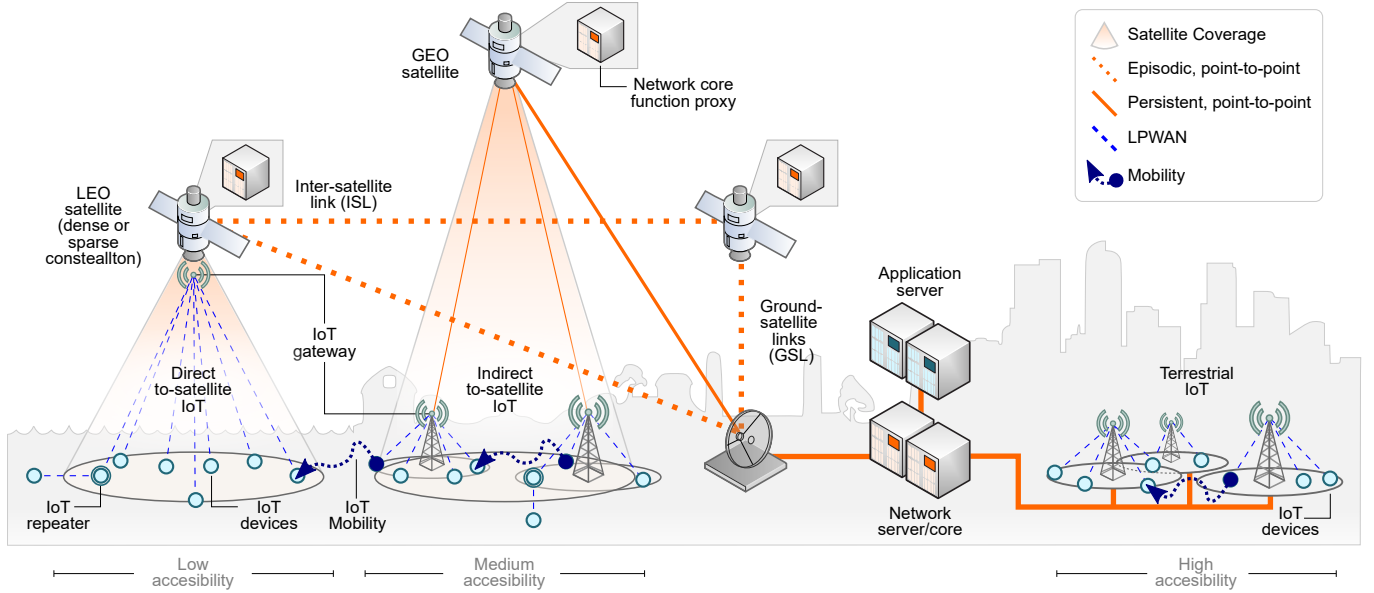 GEO
satellite
Network core
function proxy
Satellite Coverage
Episodic, point-to-point
Persistent, point-to-point
LPWAN
Mobility
LEO
satellite
(dense or
sparse
consteallton)
Inter-satellite
link (ISL)
IoT
gateway
Ground-
satellite
links
(GSL)
Application
server
Direct
to-satellite
IoT
Indirect
to-satellite
IoT
Terrestrial
IoT
IoT
repeater
IoT
devices
IoT
Mobility
Network
server/core
IoT
devices
Low
accesibility
Medium
accesibility
High
accesibility